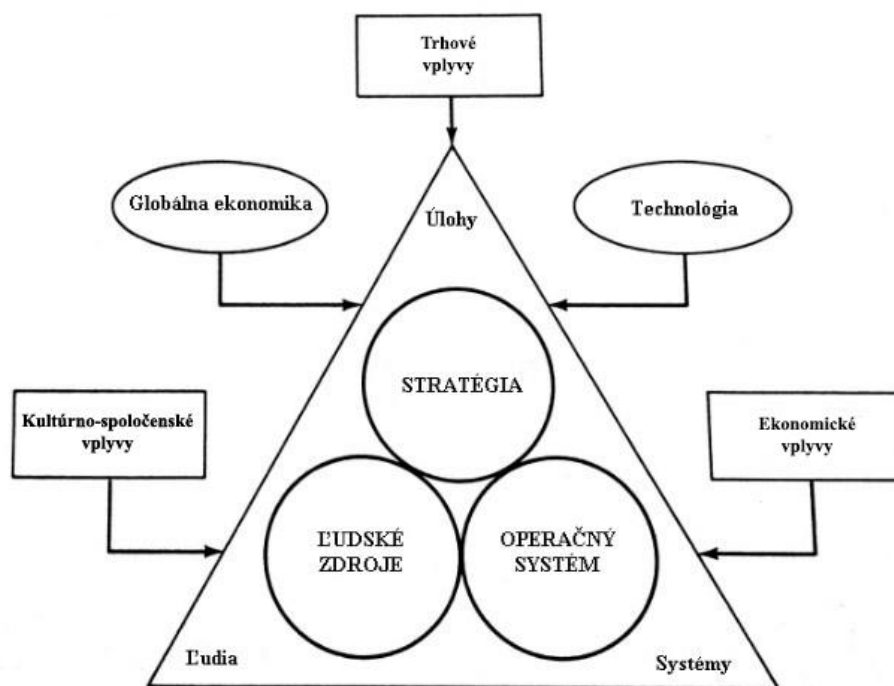 Trhové
vplyvy
Globálna ekonomika
Technológia
Úlohy
STRATÉGIA
Kultúrno-spoločenské
vplyvy
Ekonomické
vplyvy
ĽUDSKÉ
ZDROJE
OPERAČNÝ
SYSTÉM
Ľudia
Systémy